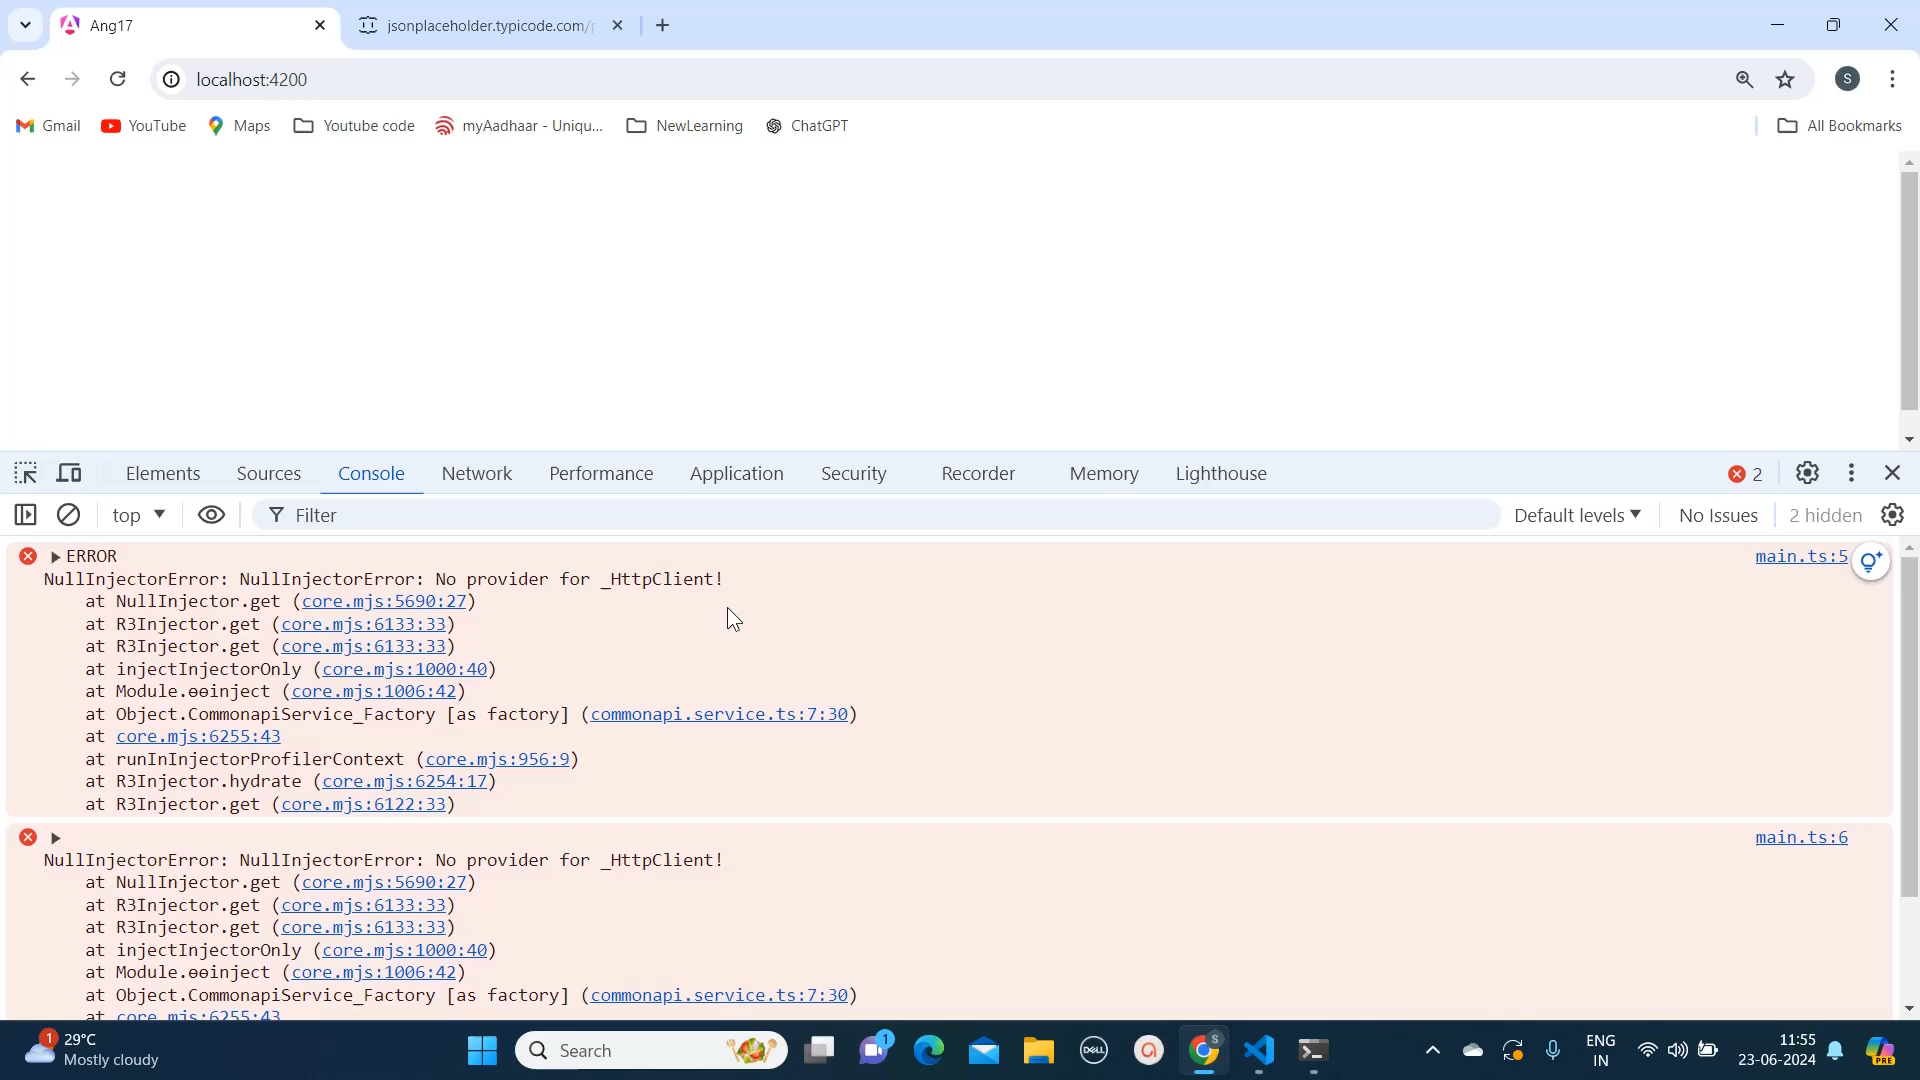 Ang17
jsonplaceholder.typicode.com/
localhost:4200
S
Gmail
YouTube
Maps
Youtube code
myAadhaar - Uniqu...
NewLearning
ChatGPT
All Bookmarks
Elements
Sources
Console
Network
Performance
Application
Security
Recorder
Memory
Lighthouse
2
top
Filter
Default levels
No Issues
2 hidden
ERROR
main.ts:5
NullInjectorError: NullInjectorError: No provider for _HttpClient!
at NullInjector.get (core.mjs:5690:27)
at R3Injector.get (core.mjs:6133:33)
at R3Injector.get (core.mjs:6133:33)
at injectInjectorOnly (core.mjs:1000:40)
at Module.ɵɵinject (core.mjs:1006:42)
at Object.CommonapiService_Factory [as factory] (commonapi.service.ts:7:30)
at core.mjs:6255:43
at runInInjectorProfilerContext (core.mjs:956:9)
at R3Injector.hydrate (core.mjs:6254:17)
at R3Injector.get (core.mjs:6122:33)
main.ts:6
NullInjectorError: NullInjectorError: No provider for _HttpClient!
at NullInjector.get (core.mjs:5690:27)
at R3Injector.get (core.mjs:6133:33)
at R3Injector.get (core.mjs:6133:33)
at injectInjectorOnly (core.mjs:1000:40)
at Module.ɵɵinject (core.mjs:1006:42)
at Object.CommonapiService_Factory [as factory] (commonapi.service.ts:7:30)
at core.mjs:6255:43
1
29°C
Mostly cloudy
Search
1
DELL
S
ENG
IN
11:55
23-06-2024
PRE